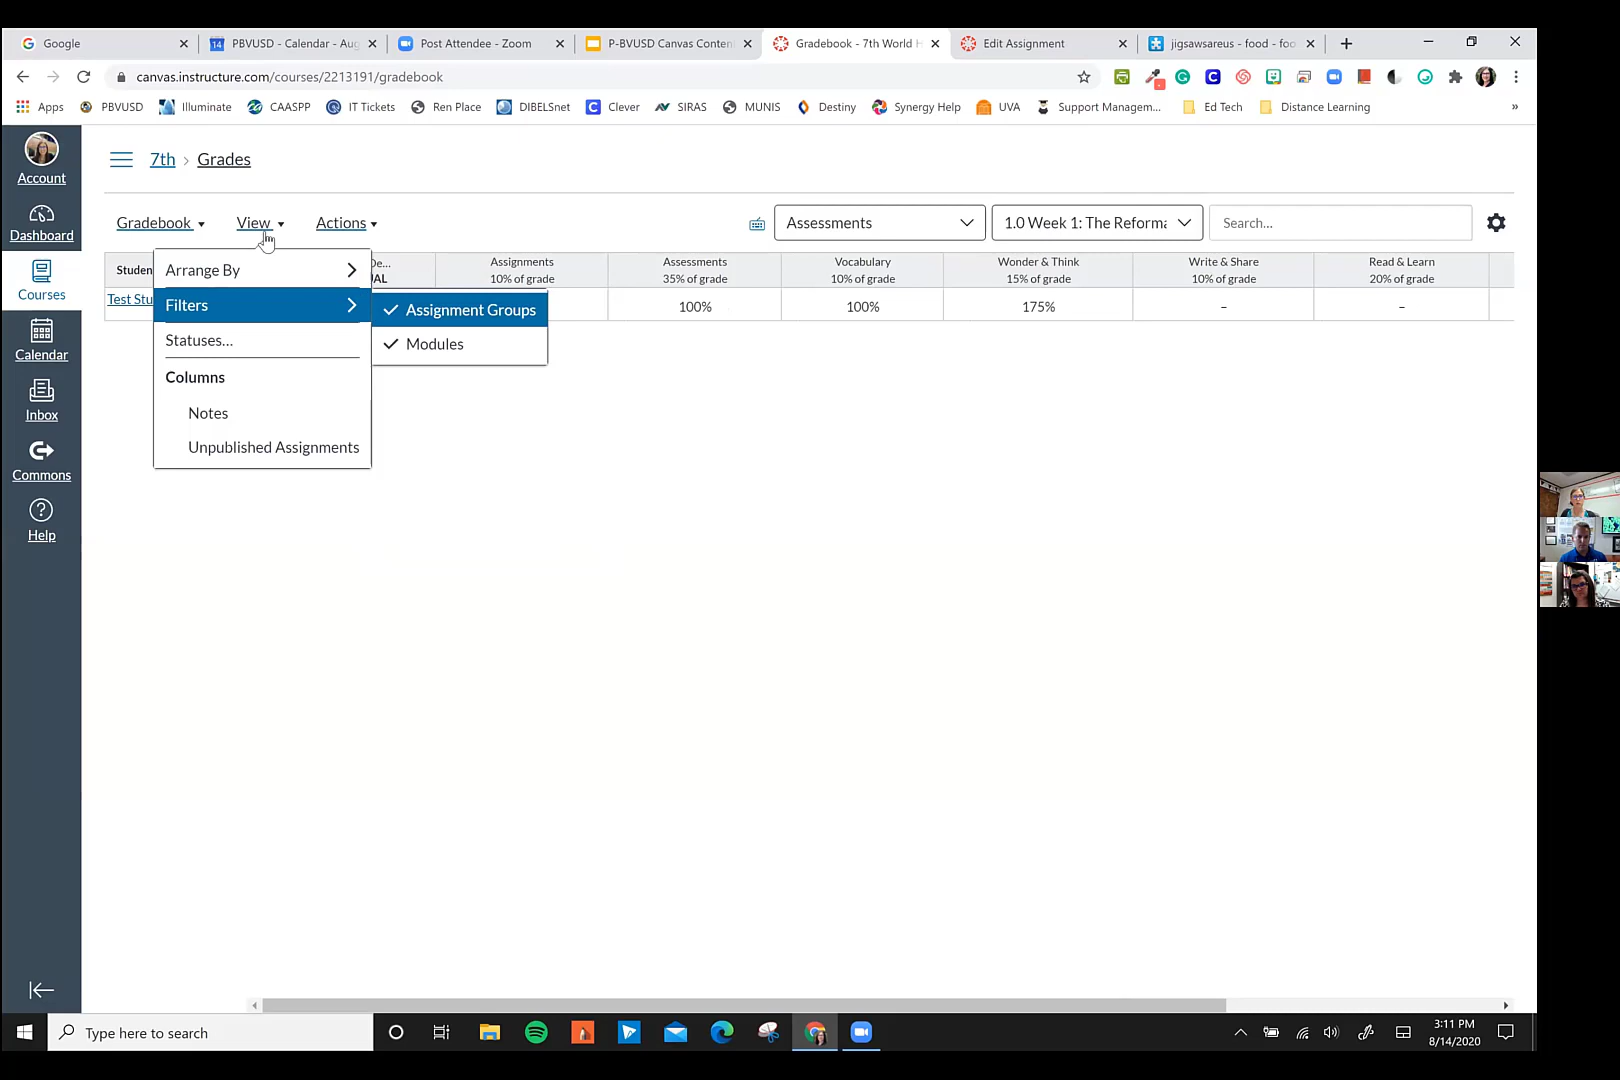 Google
14
PBVUSD - Calendar - Aug
Post Attendee - Zoom
P-BVUSD Canvas Conten
Gradebook - 7th World H
Edit Assignment
jigsawsareus - food - foo
canvas.instructure.com/courses/2213191/gradebook
Apps
PBVUSD
Illuminate
CAASPP
IT Tickets
Ren Place
DIBELSnet
Clever
SIRAS
MUNIS
Destiny
Synergy Help
UVA
Support Managem...
Ed Tech
Distance Learning
»
Account
Dashboard
Courses
Calendar
Inbox
Commons
Help
7th › Grades
Gradebook
View
Actions
Assessments
1.0 Week 1: The Reforma
Search...
Studen
De...
AL
Assignments
10% of grade
Assessments
35% of grade
Vocabulary
10% of grade
Wonder & Think
15% of grade
Write & Share
10% of grade
Read & Learn
20% of grade
Test Stu
100%
100%
175%
–
–
Arrange By
Filters
Statuses...
Columns
Notes
Unpublished Assignments
Assignment Groups
Modules
Type here to search
3:11 PM
8/14/2020